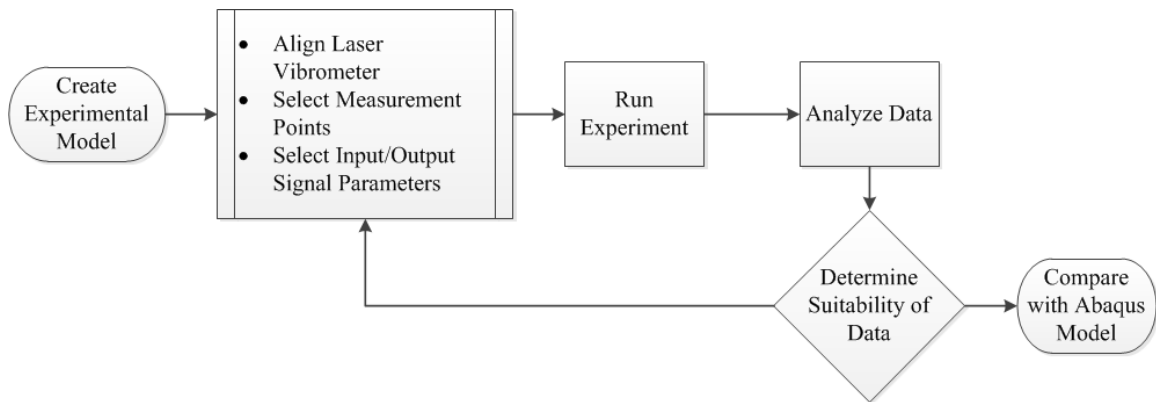 Create
Experimental
Model
• Align Laser
Vibrometer
• Select Measurement
Points
• Select Input/Output
Signal Parameters
Run
Experiment
Analyze Data
Determine
Suitability of
Data
Compare
with Abaqus
Model